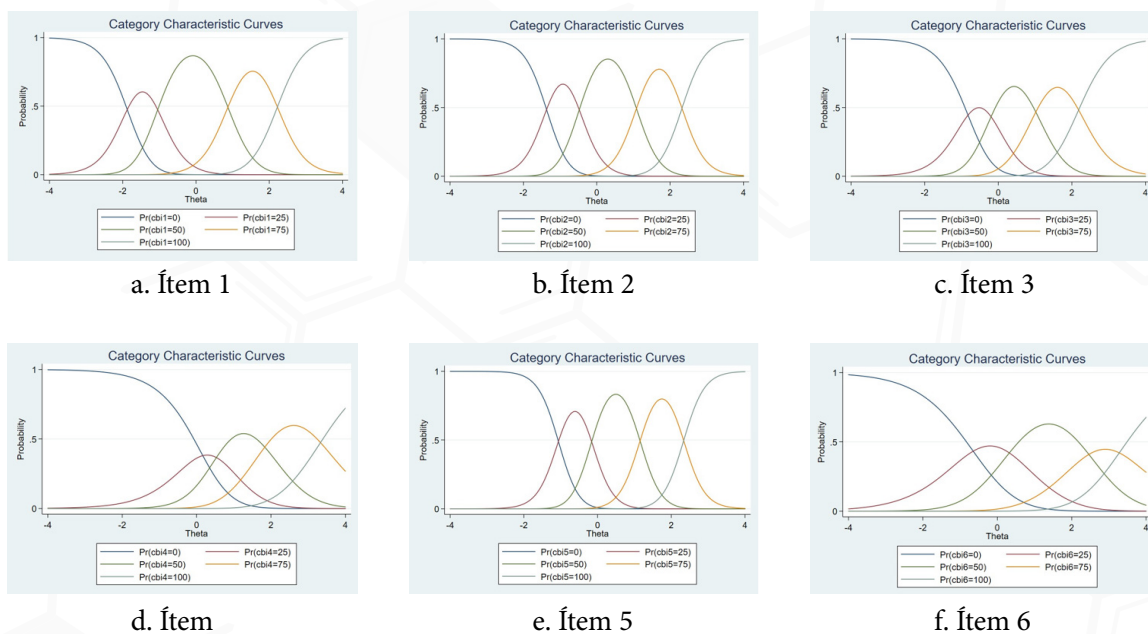 Category Characteristic Curves
1
.5
0
Probability
-4 -2 0 2 4
Theta
Pr(cbi1=0) Pr(cbi1=25)
Pr(cbi1=50) Pr(cbi1=75)
Pr(cbi1=100)
a. Ítem 1
Category Characteristic Curves
1
.5
0
Probability
-4 -2 0 2 4
Theta
Pr(cbi2=0) Pr(cbi2=25)
Pr(cbi2=50) Pr(cbi2=75)
Pr(cbi2=100)
b. Ítem 2
Category Characteristic Curves
1
.5
0
Probability
-4 -2 0 2 4
Theta
Pr(cbi3=0) Pr(cbi3=25)
Pr(cbi3=50) Pr(cbi3=75)
Pr(cbi3=100)
c. Ítem 3
Category Characteristic Curves
1
.5
0
Probability
-4 -2 0 2 4
Theta
Pr(cbi4=0) Pr(cbi4=25)
Pr(cbi4=50) Pr(cbi4=75)
Pr(cbi4=100)
d. Ítem
Category Characteristic Curves
1
.5
0
Probability
-4 -2 0 2 4
Theta
Pr(cbi5=0) Pr(cbi5=25)
Pr(cbi5=50) Pr(cbi5=75)
Pr(cbi5=100)
e. Ítem 5
Category Characteristic Curves
1
.5
0
Probability
-4 -2 0 2 4
Theta
Pr(cbi6=0) Pr(cbi6=25)
Pr(cbi6=50) Pr(cbi6=75)
Pr(cbi6=100)
f. Ítem 6